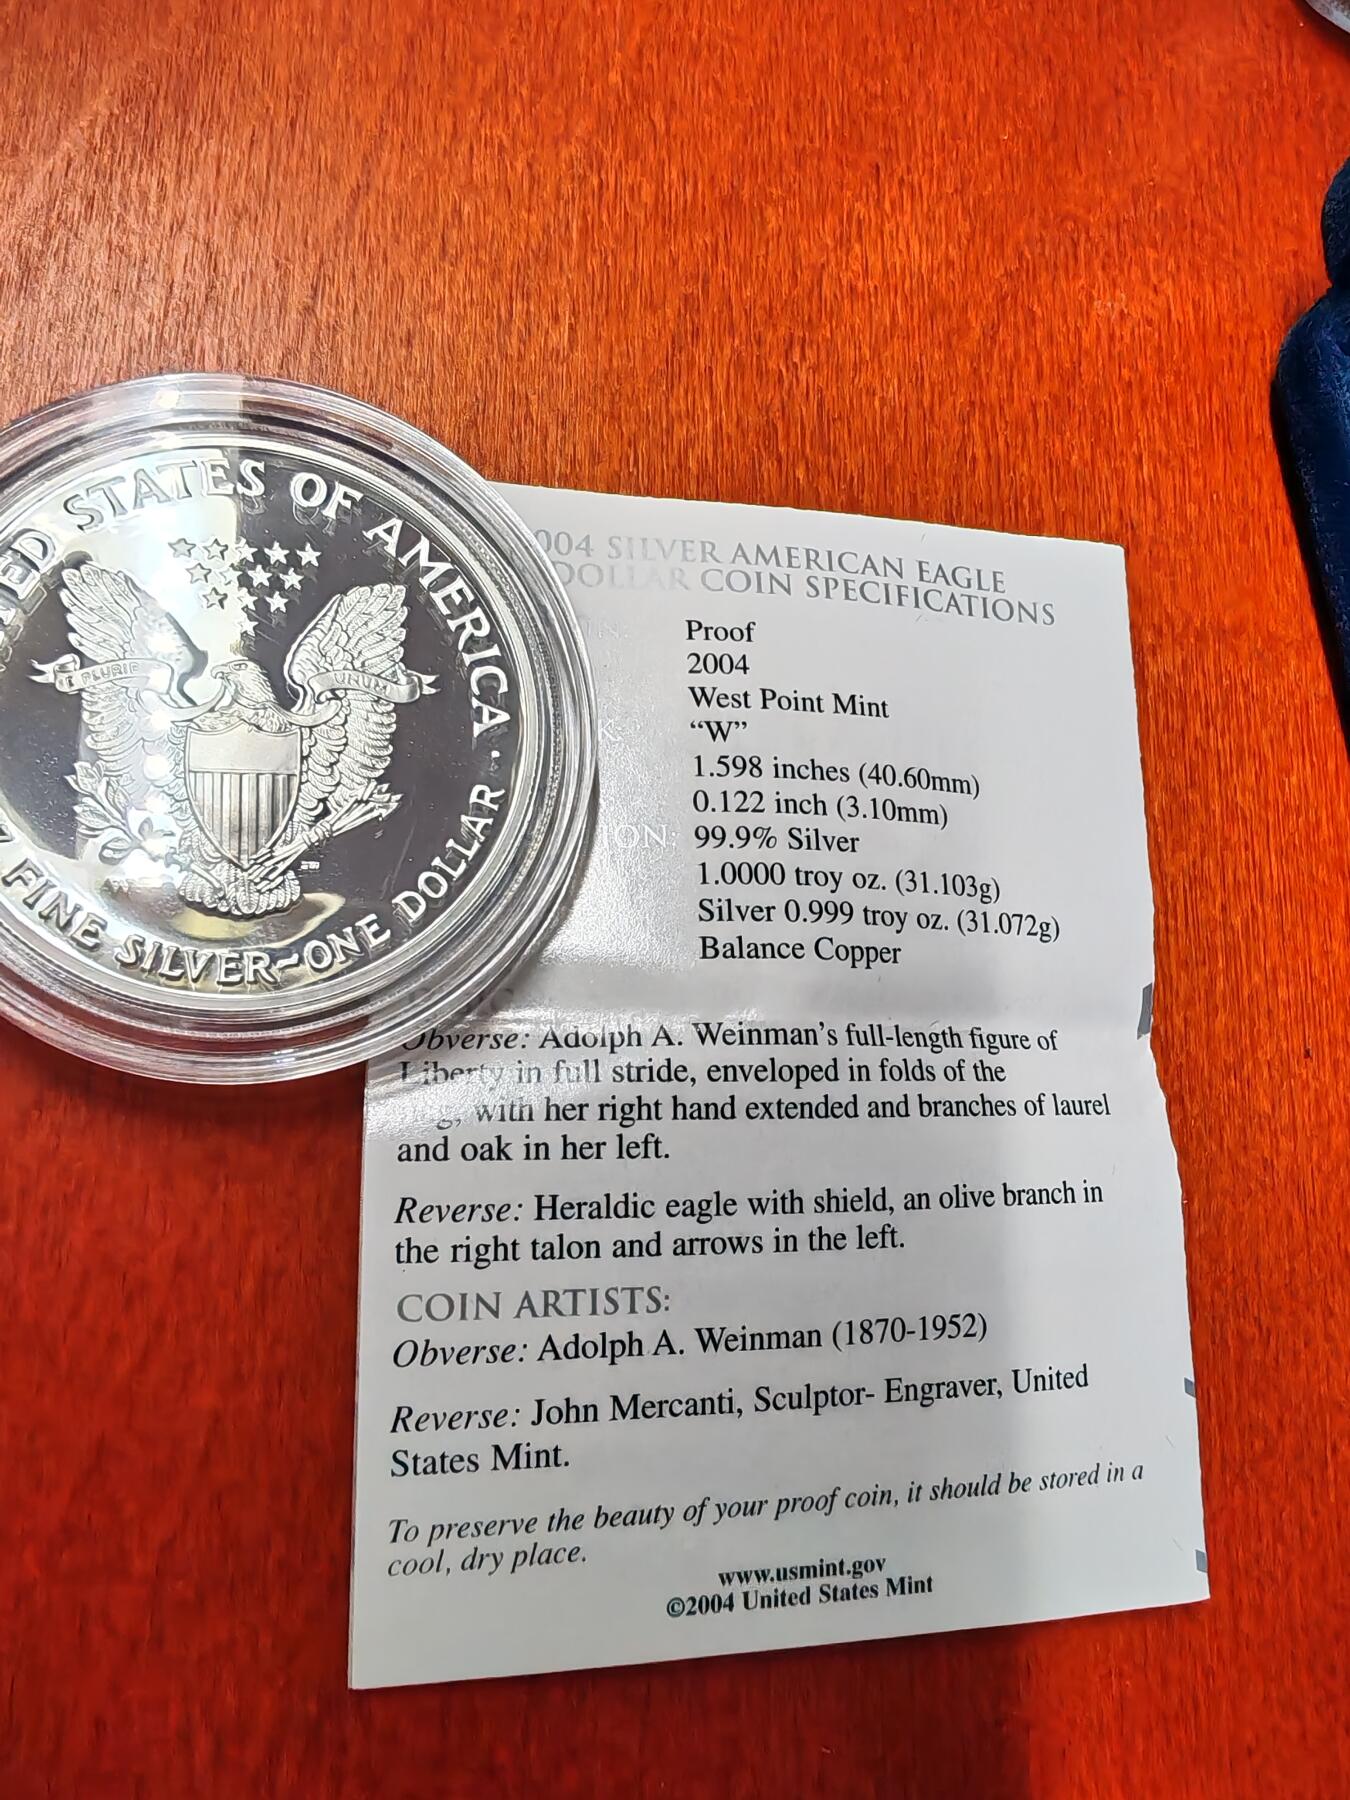 STATES OF AMERICA
E PLURIB UNUM
FINE SILVER~ONE DOLLAR
004 SILVER AMERICAN EAGLE
DOLLAR COIN SPECIFICATIONS
Proof
2004
West Point Mint
“W”
1.598 inches (40.60mm)
0.122 inch (3.10mm)
ION: 99.9% Silver
1.0000 troy oz. (31.103g)
Silver 0.999 troy oz. (31.072g)
Balance Copper
Obverse: Adolph A. Weinman’s full-length figure of
Liberty in full stride, enveloped in folds of the
with her right hand extended and branches of laurel
and oak in her left.
Reverse: Heraldic eagle with shield, an olive branch in
the right talon and arrows in the left.
COIN ARTISTS:
Obverse: Adolph A. Weinman (1870-1952)
Reverse: John Mercanti, Sculptor- Engraver, United
States Mint.
To preserve the beauty of your proof coin, it should be stored in a
cool, dry place.
www.usmint.gov
©2004 United States Mint